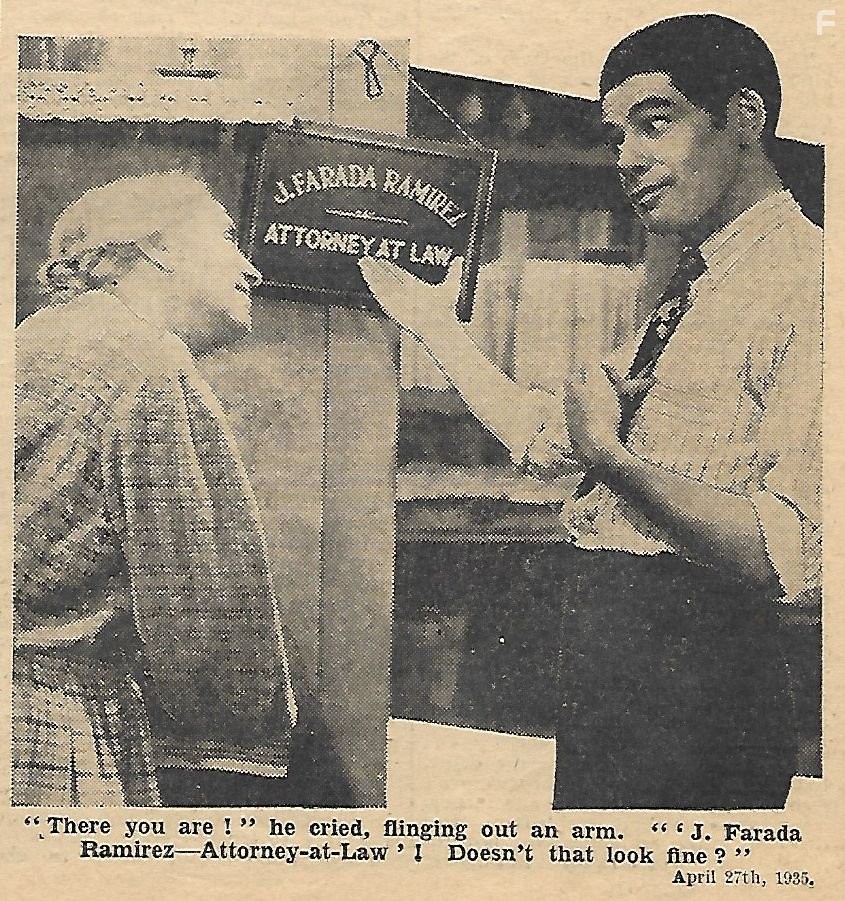 F
J. FARADA RAMIREZ
ATTORNEY AT LAW
“There you are !” he cried, flinging out an arm. “ ‘ J. Farada
Ramirez—Attorney-at-Law ’ ! Doesn’t that look fine ? ”
April 27th, 1935.